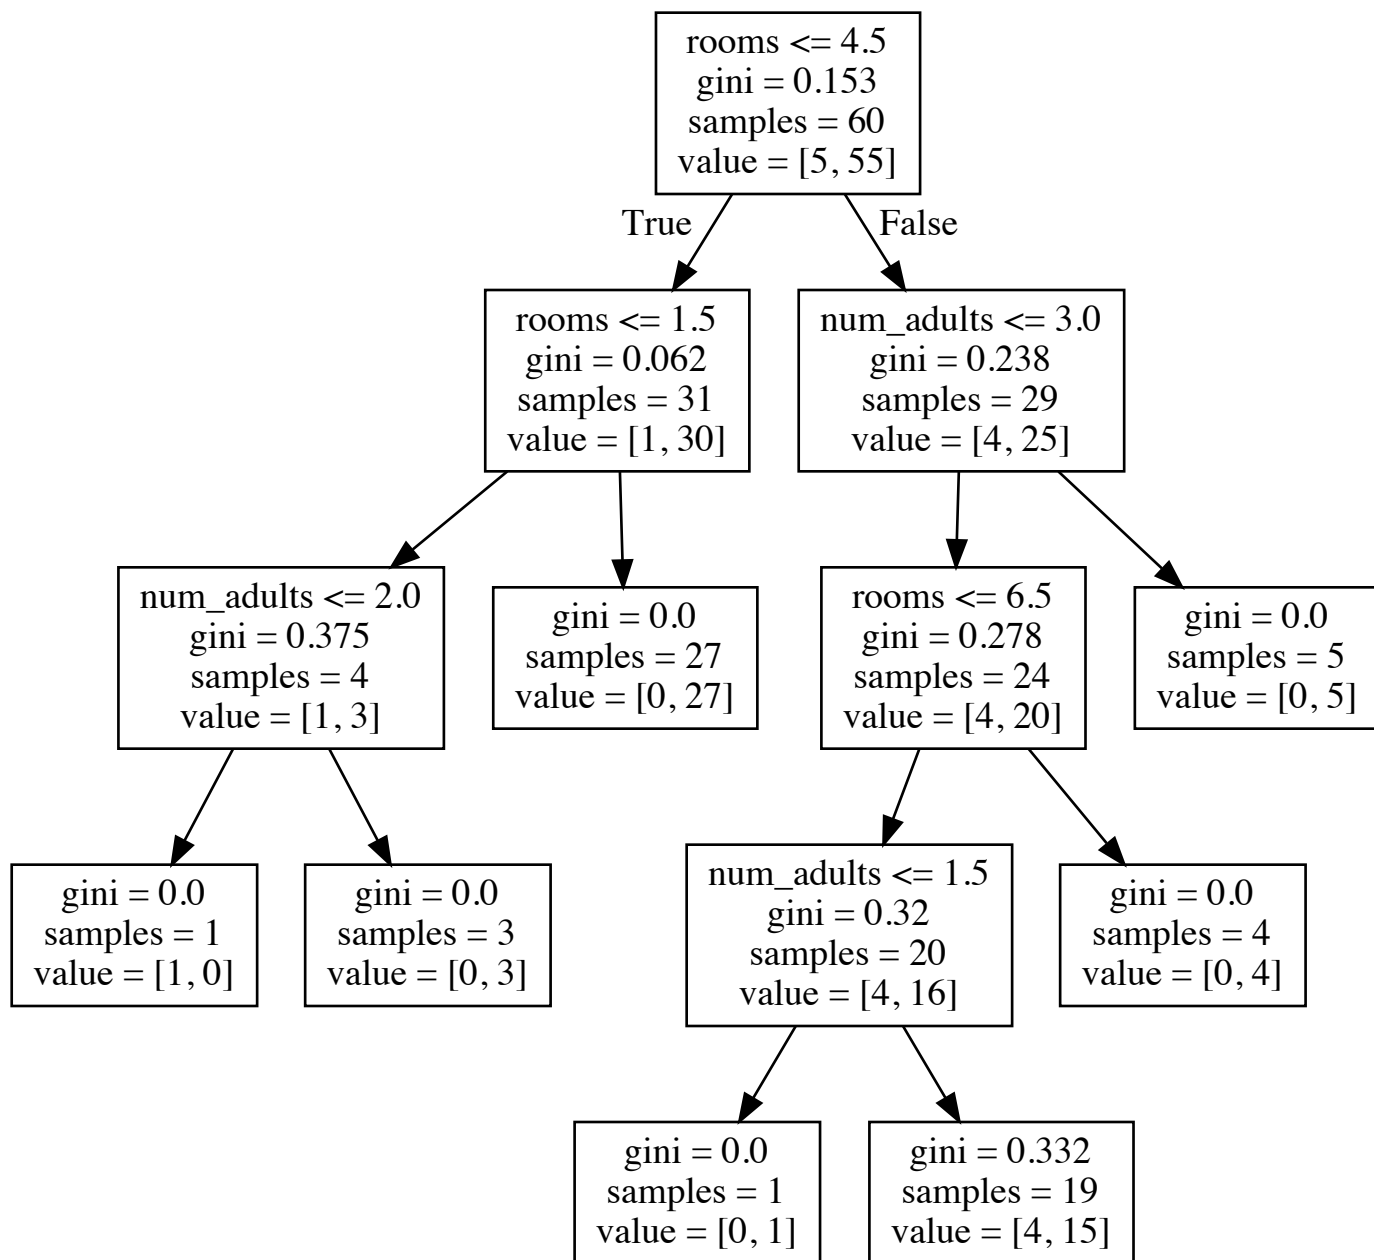 rooms <= 4.5
gini = 0.153
samples = 60
value = [5, 55]
True
False
rooms <= 1.5
gini = 0.062
samples = 31
value = [1, 30]
num_adults <= 3.0
gini = 0.238
samples = 29
value = [4, 25]
num_adults <= 2.0
gini = 0.375
samples = 4
value = [1, 3]
gini = 0.0
samples = 27
value = [0, 27]
rooms <= 6.5
gini = 0.278
samples = 24
value = [4, 20]
gini = 0.0
samples = 5
value = [0, 5]
gini = 0.0
samples = 1
value = [1, 0]
gini = 0.0
samples = 3
value = [0, 3]
num_adults <= 1.5
gini = 0.32
samples = 20
value = [4, 16]
gini = 0.0
samples = 4
value = [0, 4]
gini = 0.0
samples = 1
value = [0, 1]
gini = 0.332
samples = 19
value = [4, 15]